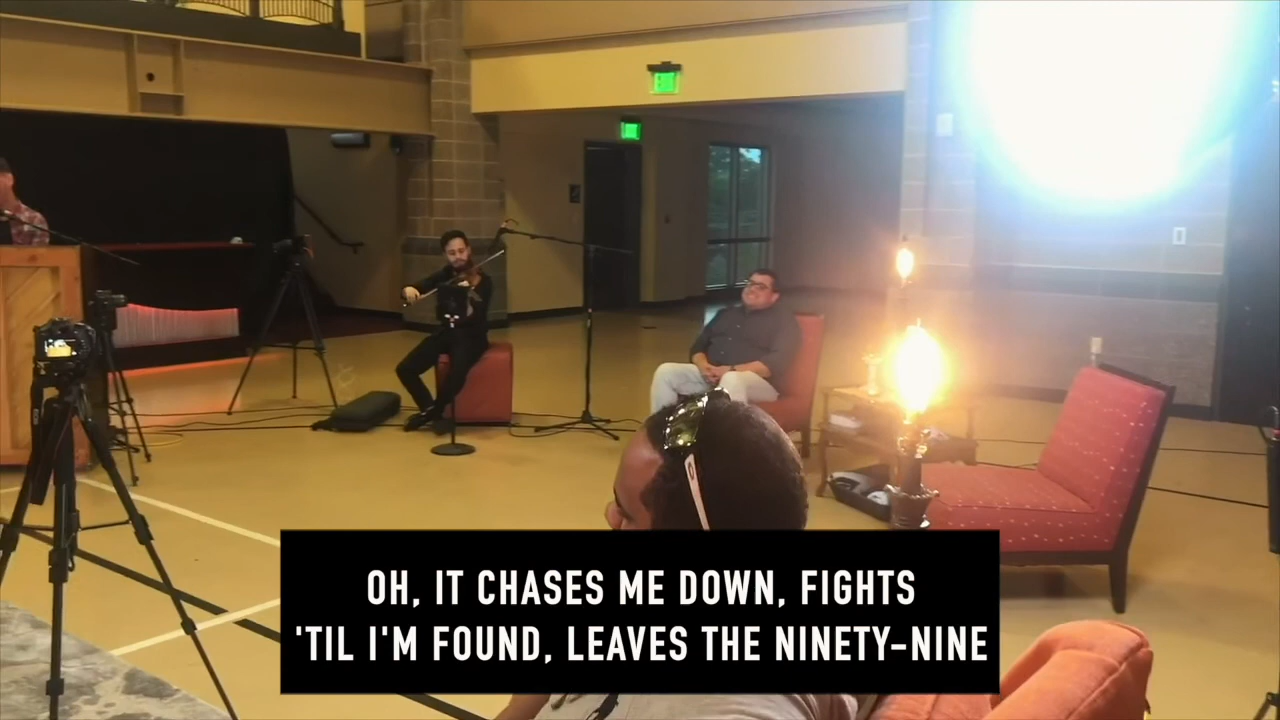 OH, IT CHASES ME DOWN, FIGHTS
'TIL I'M FOUND, LEAVES THE NINETY-NINE